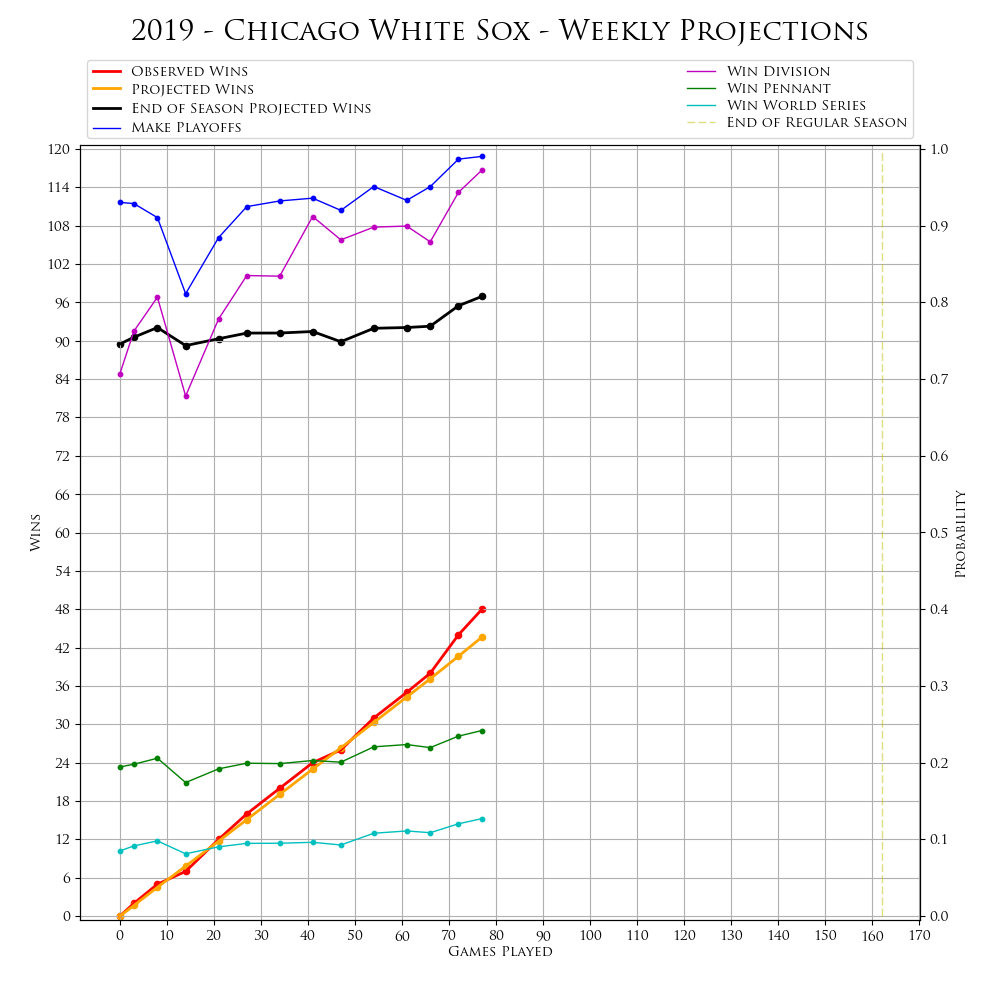 2019 - Chicago White Sox - Weekly Projections
Observed Wins
Projected Wins
End of Season Projected Wins
Make Playoffs
Win Division
Win Pennant
Win World Series
End of Regular Season
120
114
108
102
96
90
84
78
72
66
60
54
48
42
36
30
24
18
12
6
0
Wins
1.0
0.9
0.8
0.7
0.6
0.5
0.4
0.3
0.2
0.1
0.0
Probability
0 10 20 30 40 50 60 70 80 90 100 110 120 130 140 150 160 170
Games Played